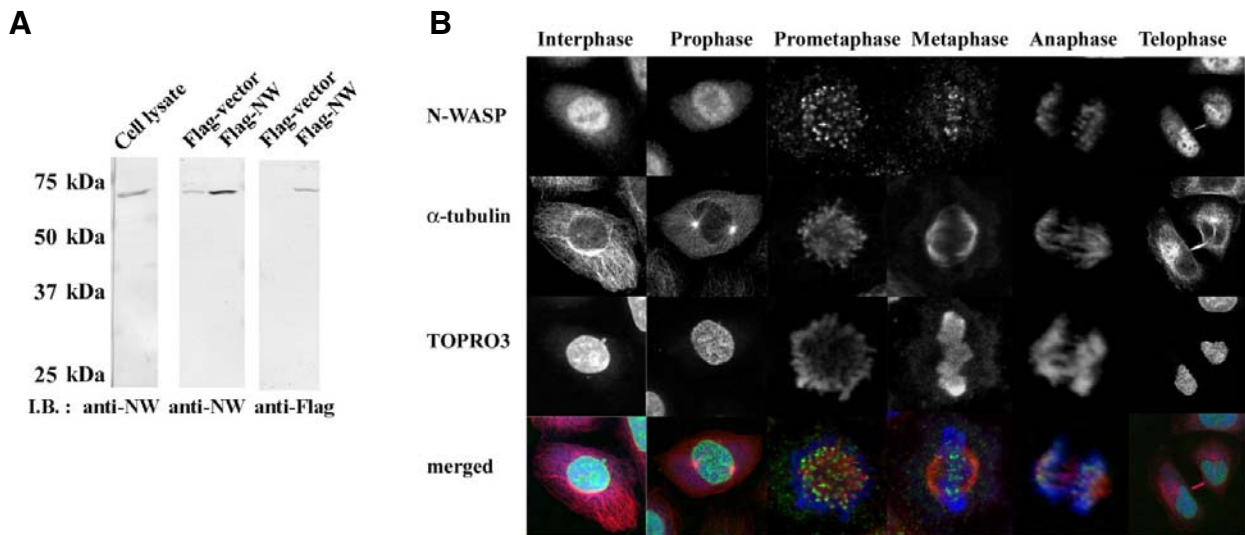 A
Cell lysate
Flag-vector
Flag-NW
Flag-vector
Flag-NW
75 kDa
50 kDa
37 kDa
25 kDa
I.B. : anti-NW anti-NW anti-Flag
B
Interphase Prophase Prometaphase Metaphase Anaphase Telophase
N-WASP
α-tubulin
TOPRO3
merged